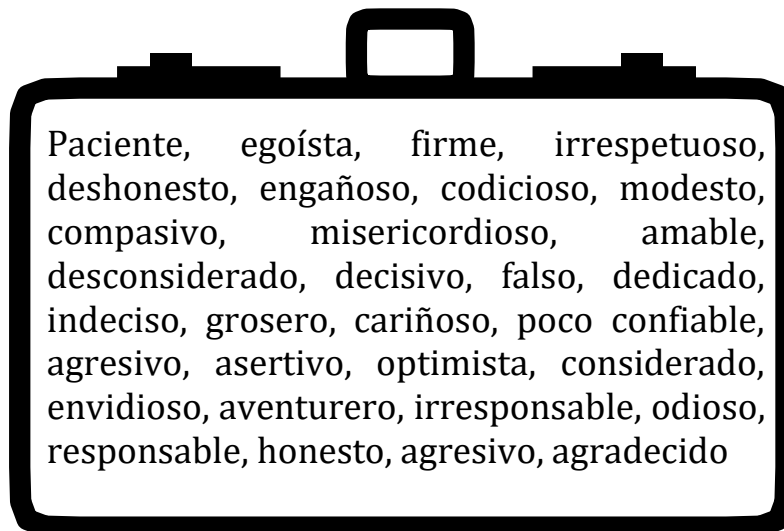 Paciente, egoísta, firme, irrespetuoso,
deshonesto, engañoso, codicioso, modesto,
compasivo, misericordioso, amable,
desconsiderado, decisivo, falso, dedicado,
indeciso, grosero, cariñoso, poco confiable,
agresivo, asertivo, optimista, considerado,
envidioso, aventurero, irresponsable, odioso,
responsable, honesto, agresivo, agradecido